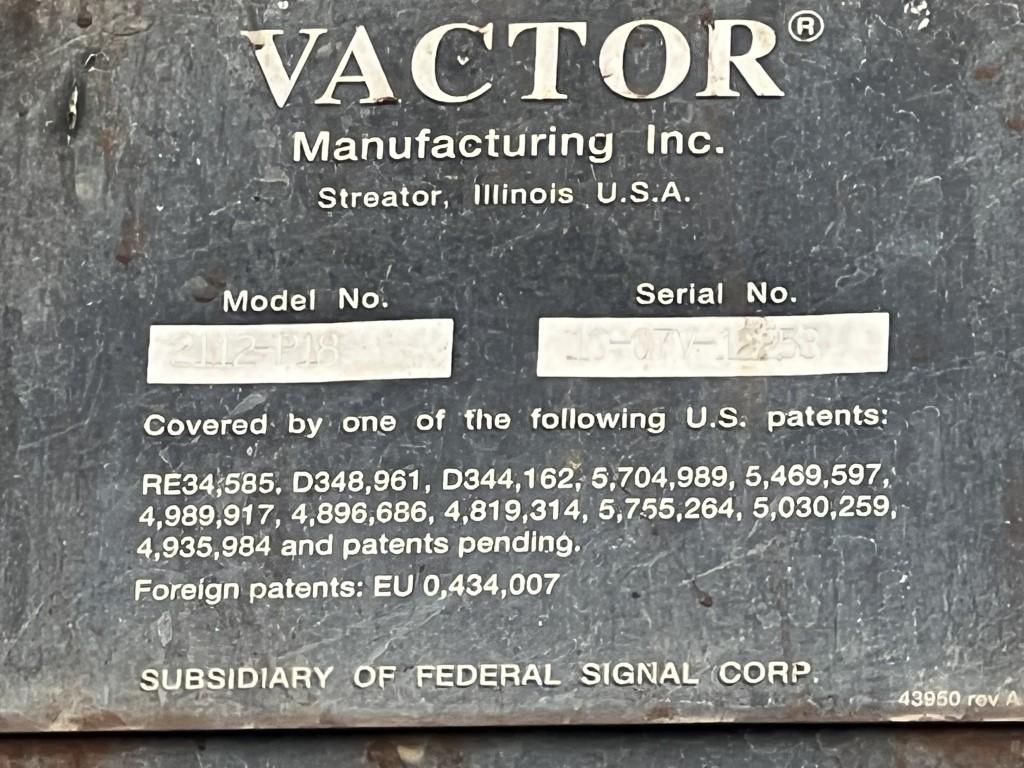 VACTOR®
Manufacturing Inc.
Streator, Illinois U.S.A.
Model No. Serial No.
2112-P18
Covered by one of the following U.S. patents:
RE34,585, D348,961, D344,162, 5,704,989, 5,469,597,
4,989,917, 4,896,686, 4,819,314, 5,755,264, 5,030,259,
4,935,984 and patents pending.
Foreign patents: EU 0,434,007
SUBSIDIARY OF FEDERAL SIGNAL CORP.
43950 rev A